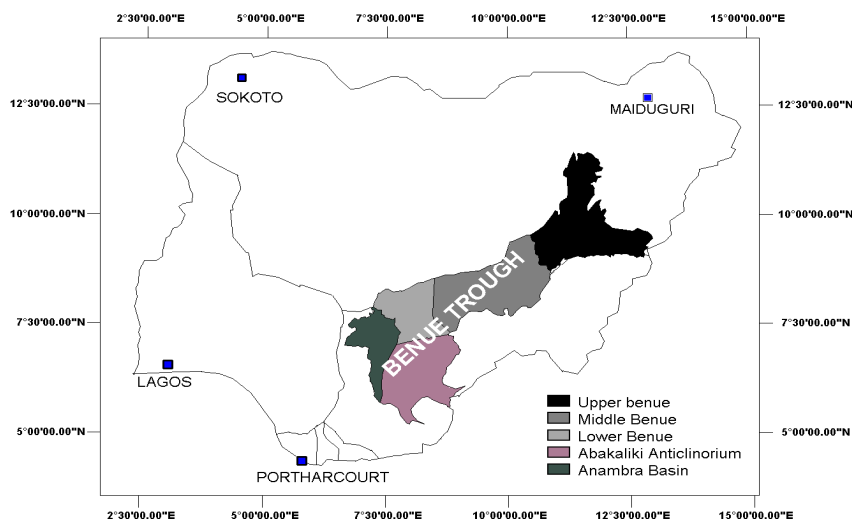 2°30'00.00"E 5°00'00.00"E 7°30'00.00"E 10°00'00.00"E 12°30'00.00"E 15°00'00.00"E
SOKOTO
MAIDUGURI
12°30'00.00"N 12°30'00.00"N
10°00'00.00"N 10°00'00.00"N
BENUE TROUGH
7°30'00.00"N 7°30'00.00"N
LAGOS
Upper benue
Middle Benue
5°00'00.00"N 5°00'00.00"N
Lower Benue
Abakaliki Anticlinorium
Anambra Basin
PORTHARCOURT
2°30'00.00"E 5°00'00.00"E 7°30'00.00"E 10°00'00.00"E 12°30'00.00"E 15°00'00.00"E